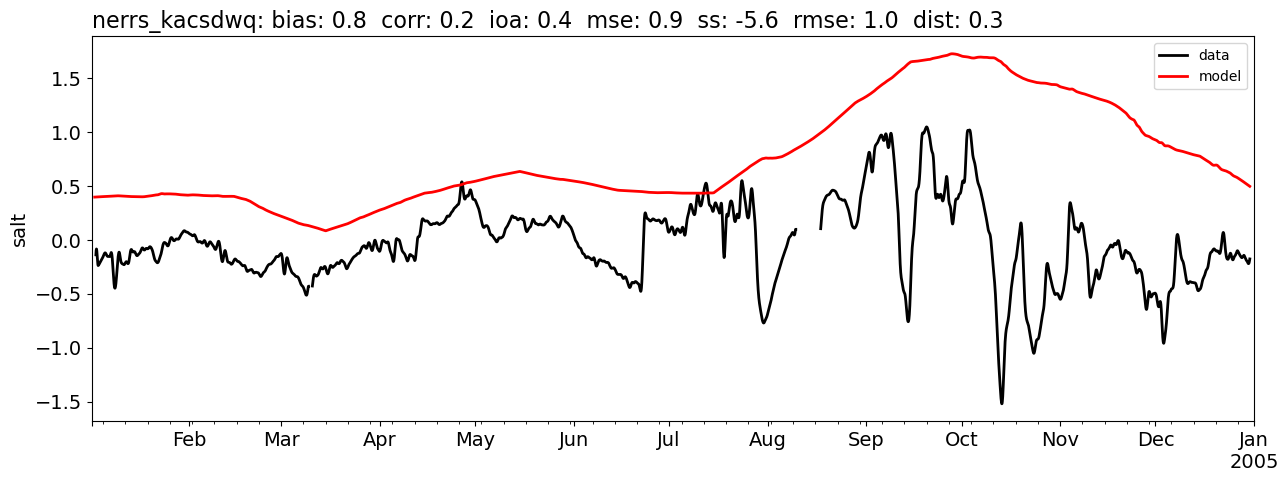 nerrs_kacsdwq: bias: 0.8  corr: 0.2  ioa: 0.4  mse: 0.9  ss: -5.6  rmse: 1.0  dist: 0.3
data
model
1.5
1.0
0.5
0.0
−0.5
−1.0
−1.5
salt
Feb Mar Apr May Jun Jul Aug Sep Oct Nov Dec Jan
2005